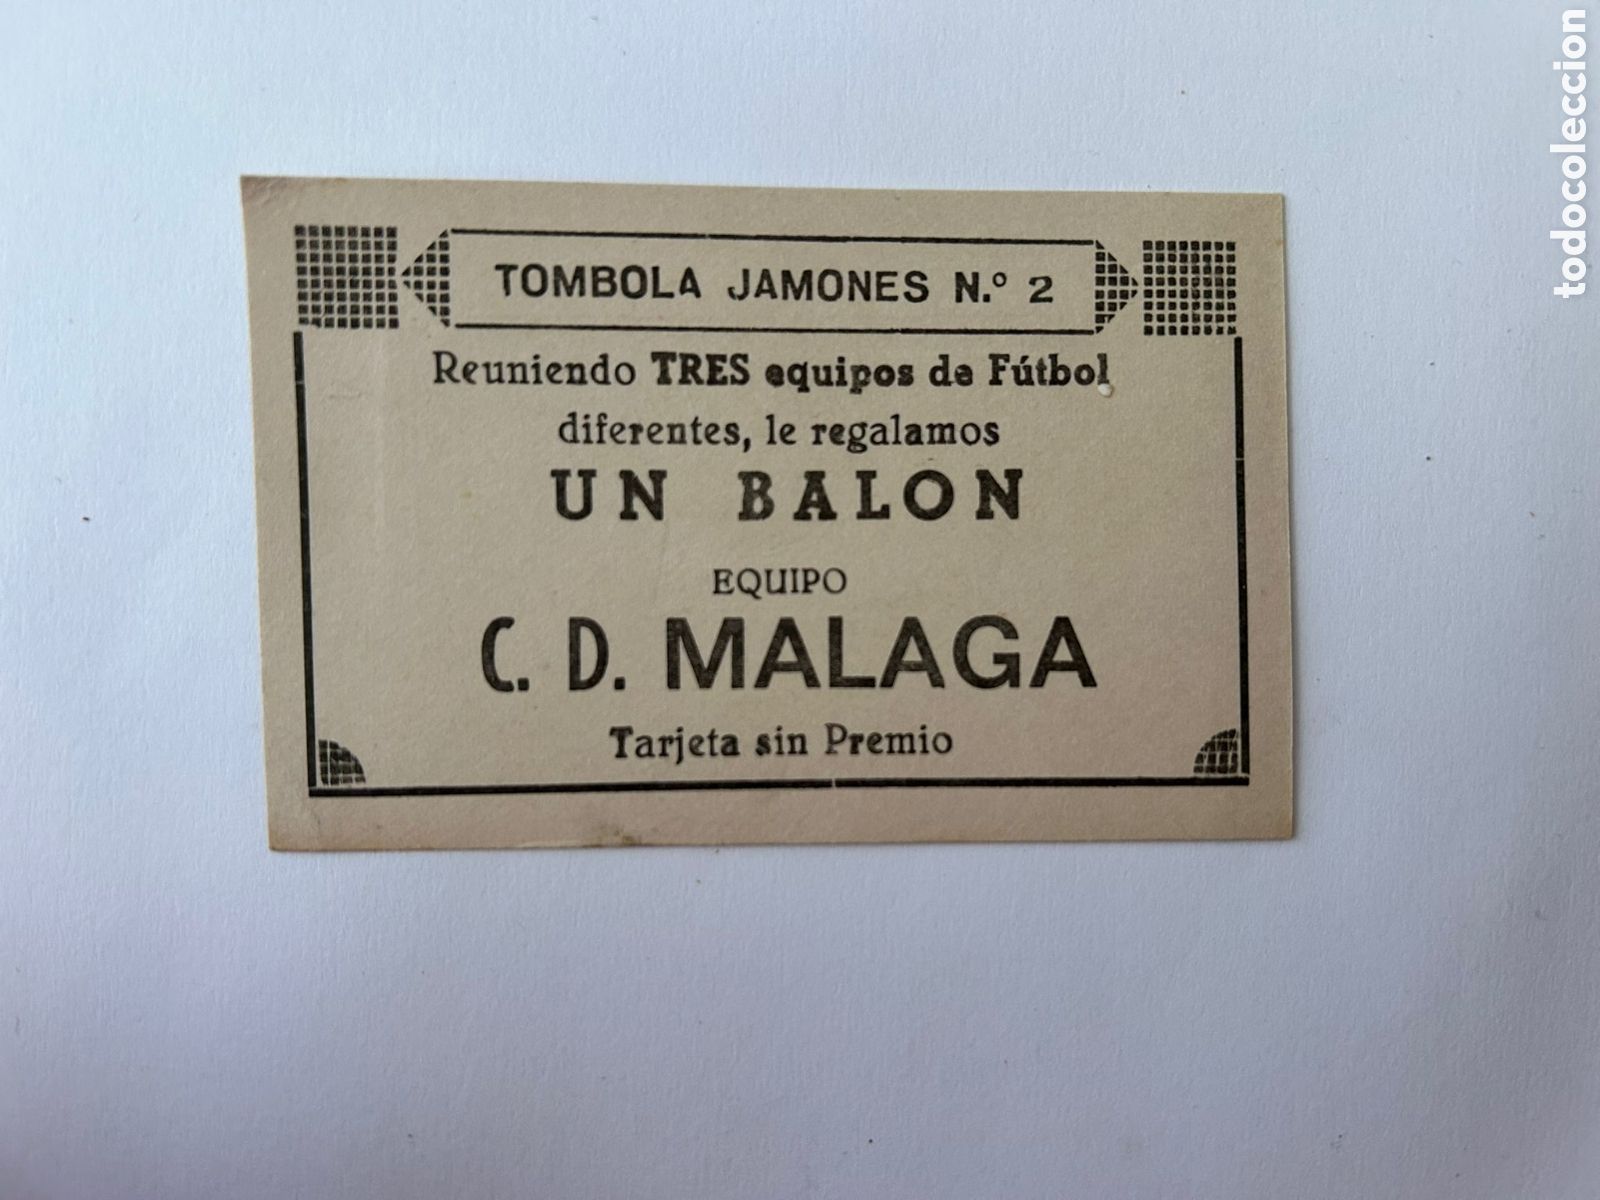 TOMBOLA JAMONES N.º 2
Reuniendo TRES equipos de Fútbol
diferentes, le regalamos
UN BALON
EQUIPO
C. D. MALAGA
Tarjeta sin Premio
todocoleccion